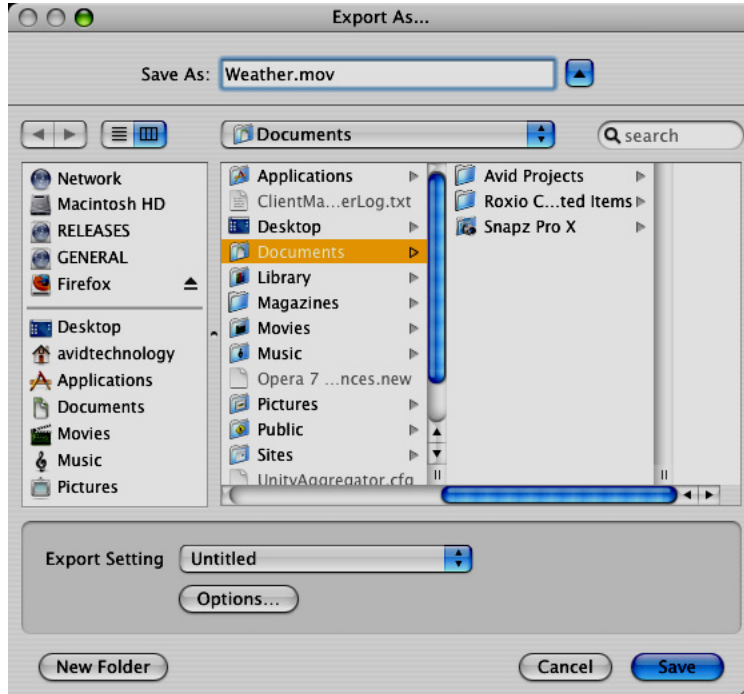 Export As...
Save As: Weather.mov
Documents
search
Network
Macintosh HD
RELEASES
GENERAL
Firefox
Desktop
avidtechnology
Applications
Documents
Movies
Music
Pictures
Applications
ClientMa...erLog.txt
Desktop
Documents
Library
Magazines
Movies
Music
Opera 7 ...nces.new
Pictures
Public
Sites
UnityAggregator.cfg
Avid Projects
Roxio C...ted Items
Snapz Pro X
Export Setting Untitled
Options...
New Folder Cancel Save